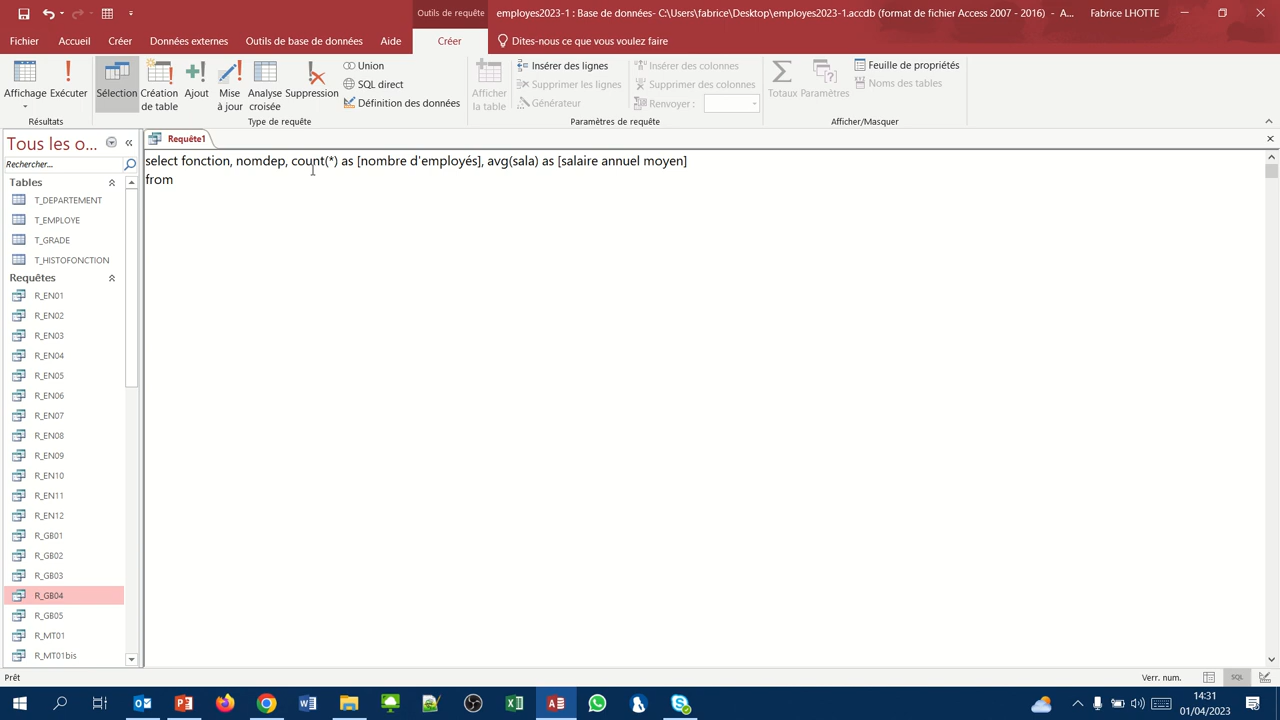 Outils de requête
employes2023-1 : Base de données- C:\Users\fabrice\Desktop\employes2023-1.accdb (format de fichier Access 2007 - 2016) - A...
Fabrice LHOTTE
Fichier
Accueil
Créer
Données externes
Outils de base de données
Aide
Créer
Dites-nous ce que vous voulez faire
Affichage
Exécuter
Résultats
Sélection
Création de table
Ajout
Mise à jour
Analyse croisée
Suppression
Union
SQL direct
Définition des données
Type de requête
Afficher la table
Insérer des lignes
Supprimer les lignes
Générateur
Insérer des colonnes
Supprimer des colonnes
Renvoyer :
Paramètres de requête
Totaux
Paramètres
Feuille de propriétés
Noms des tables
Afficher/Masquer
Tous les o...
Rechercher...
Tables
T_DEPARTEMENT
T_EMPLOYE
T_GRADE
T_HISTOFONCTION
Requêtes
R_EN01
R_EN02
R_EN03
R_EN04
R_EN05
R_EN06
R_EN07
R_EN08
R_EN09
R_EN10
R_EN11
R_EN12
R_GB01
R_GB02
R_GB03
R_GB04
R_GB05
R_MT01
R_MT01bis
Requête1
select fonction, nomdep, count(*) as [nombre d'employés], avg(sala) as [salaire annuel moyen]
from
Prêt
Verr. num.
SQL
14:31
01/04/2023